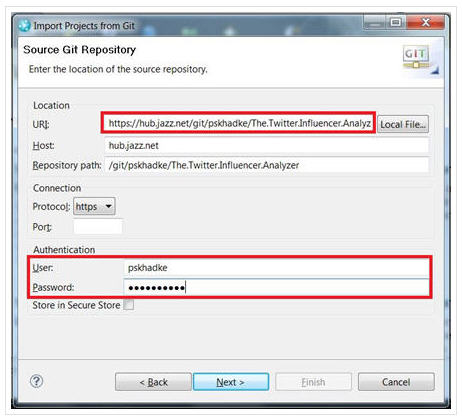 Import Projects from Git
Source Git Repository
Enter the location of the source repository.
GIT
Location
URI: https://hub.jazz.net/git/pskhadke/The.Twitter.Influencer.Analyz Local File...
Host: hub.jazz.net
Repository path: /git/pskhadke/The.Twitter.Influencer.Analyzer
Connection
Protocol: https
Port:
Authentication
User: pskhadke
Password: ●●●●●●●●●●
Store in Secure Store
? < Back Next > Finish Cancel